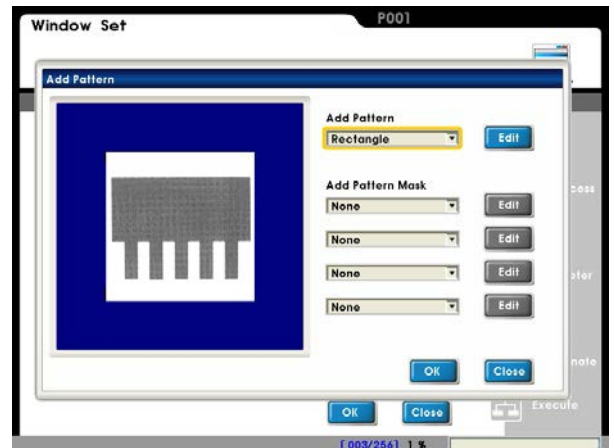 Window Set
P001
Add Pattern
Add Pattern
Rectangle
Edit
Add Pattern Mask
None
Edit
None
Edit
None
Edit
None
Edit
OK
Close
OK
Close
Execute
[003/256] 1 %